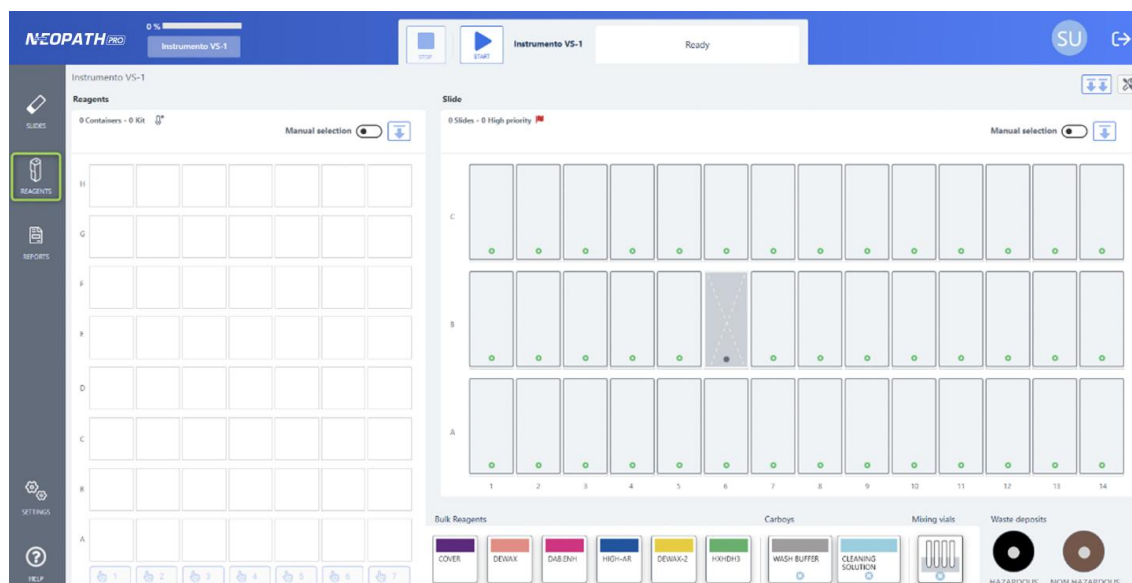 NEOPATH PRO
0 %
Instrumento VS-1
STOP
START
Instrumento VS-1
Ready
SU
SLIDES
REAGENTS
REPORTS
SETTINGS
HELP
Instrumento VS-1
Reagents
0 Containers - 0 Kit
Manual selection
H
G
F
E
D
C
B
A
1 2 3 4 5 6 7
Slide
0 Slides - 0 High priority
Manual selection
C
B
A
1 2 3 4 5 6 7 8 9 10 11 12 13 14
Bulk Reagents
COVER
DEWAX
DAB.ENH
HIGH-AR
DEWAX-2
HXHDH3
Carboys
WASH BUFFER
CLEANING
SOLUTION
Mixing vials
Waste deposits
HAZARDOUS
NON HAZARDOUS